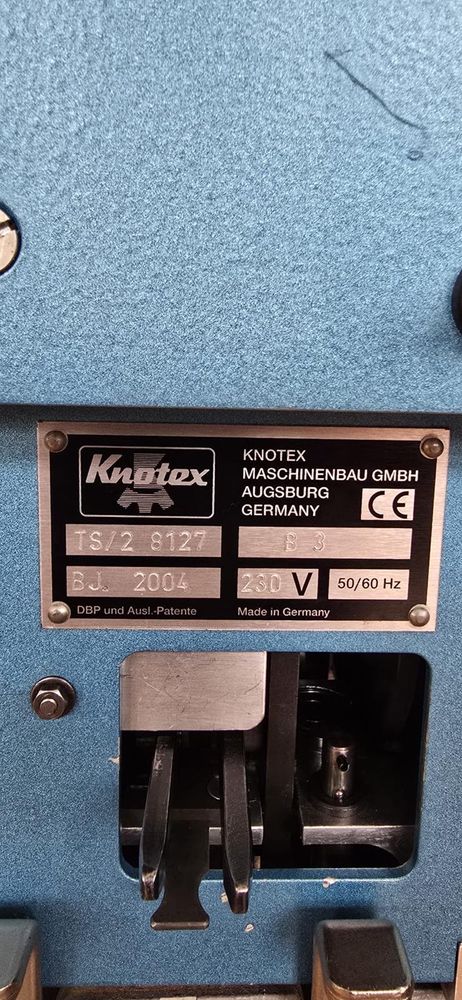 Knotex
KNOTEX
MASCHINENBAU GMBH
AUGSBURG
GERMANY
CE
TS/2 8127
B 3
BJ. 2004
230 V
50/60 Hz
DBP und Ausl.-Patente
Made in Germany